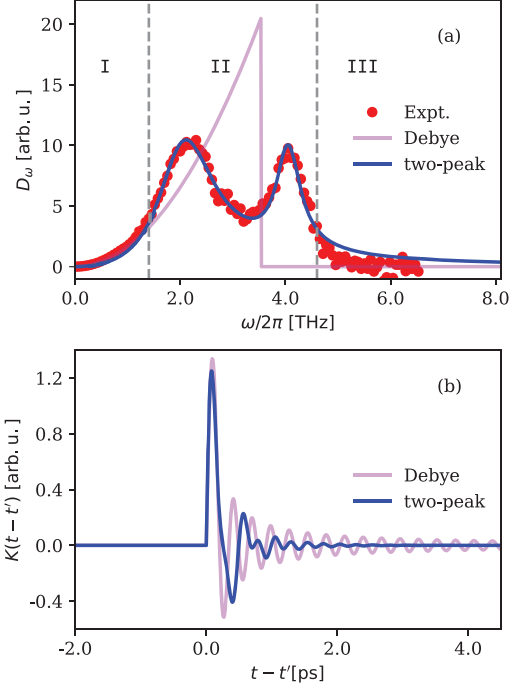 20
15
10
5
0
D_ω [arb. u.]
I
II
III
(a)
Expt.
Debye
two-peak
0.0 2.0 4.0 6.0 8.0
ω/2π [THz]
1.2
0.8
0.4
0.0
-0.4
K(t − t′) [arb. u.]
(b)
Debye
two-peak
-2.0 0.0 2.0 4.0
t − t′[ps]